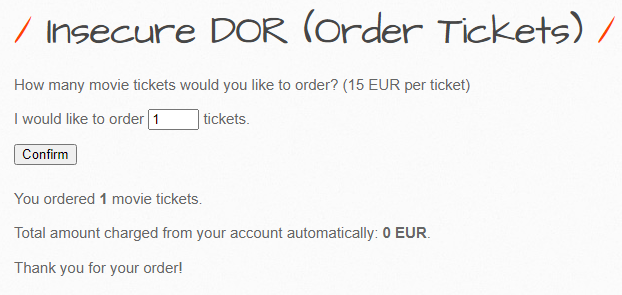 / Insecure DOR (Order Tickets) /
How many movie tickets would you like to order? (15 EUR per ticket)
I would like to order 1 tickets.
Confirm
You ordered 1 movie tickets.
Total amount charged from your account automatically: 0 EUR.
Thank you for your order!